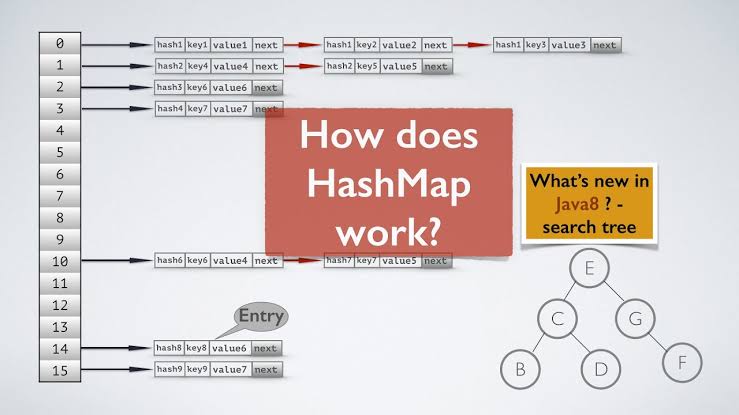 0 hash1 key1 value1 next hash1 key2 value2 next hash1 key3 value3 next
1 hash2 key4 value4 next hash2 key5 value5 next
2 hash3 key6 value6 next
3 hash4 key7 value7 next
4
5
6
7
8
9
10 hash6 key6 value4 next hash7 key7 value5 next
11
12
13
14 hash8 key8 value6 next
15 hash9 key9 value7 next
How does
HashMap
work?
What's new in
Java8 ? -
search tree
Entry
E
C G
B D F